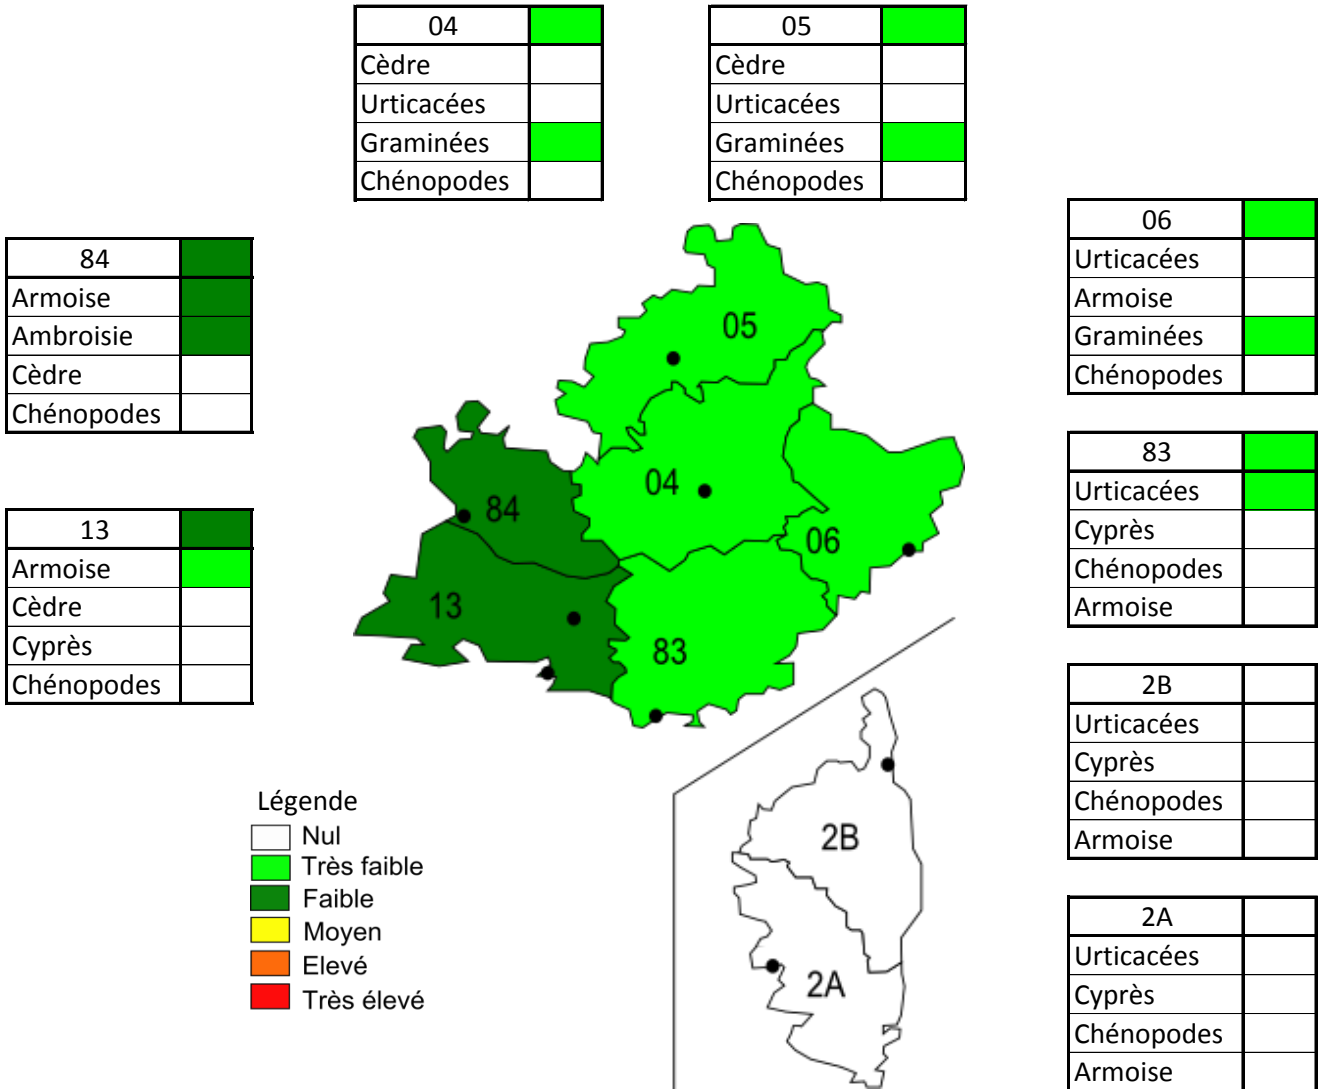 04
Cèdre
Urticacées
Graminées
Chénopodes
05
Cèdre
Urticacées
Graminées
Chénopodes
84
Armoise
Ambroisie
Cèdre
Chénopodes
13
Armoise
Cèdre
Cyprès
Chénopodes
05
04
84
06
13
83
2B
2A
06
Urticacées
Armoise
Graminées
Chénopodes
83
Urticacées
Cyprès
Chénopodes
Armoise
2B
Urticacées
Cyprès
Chénopodes
Armoise
2A
Urticacées
Cyprès
Chénopodes
Armoise
Légende
Nul
Très faible
Faible
Moyen
Elevé
Très élevé